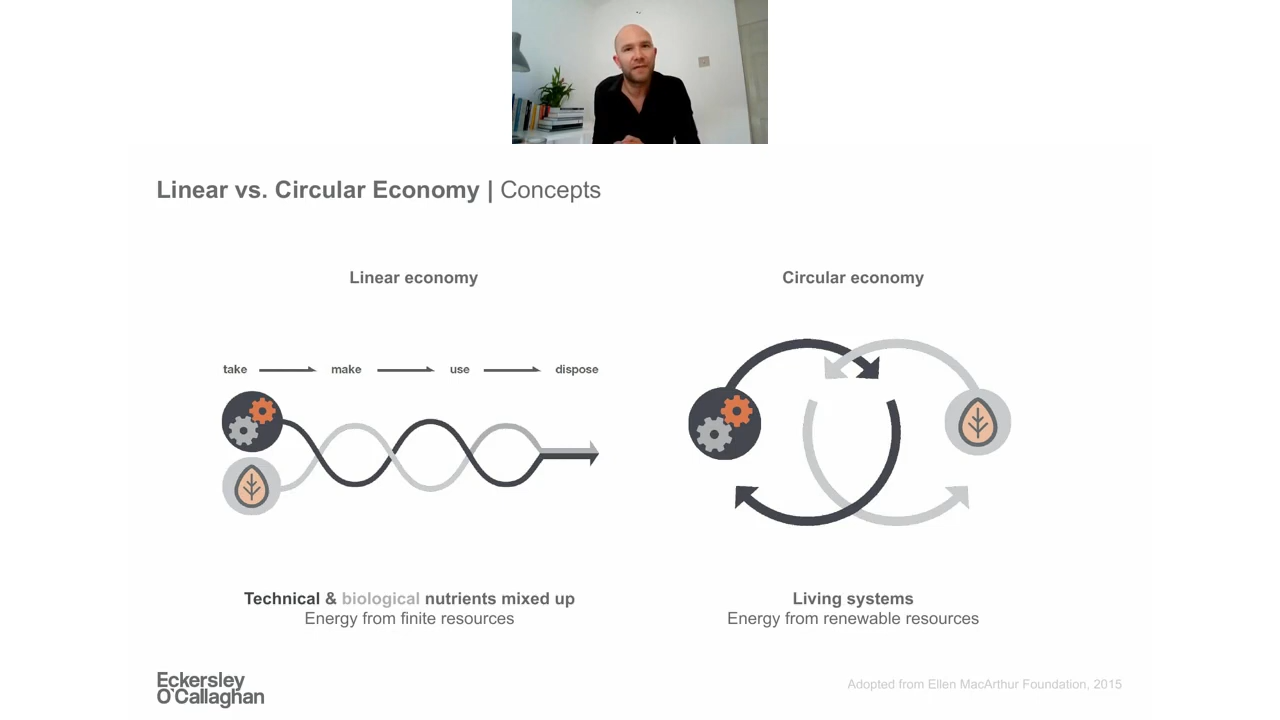 Linear vs. Circular Economy | Concepts
Linear economy
take
make
use
dispose
Technical & biological nutrients mixed up
Energy from finite resources
Circular economy
Living systems
Energy from renewable resources
Eckersley
O'Callaghan
Adopted from Ellen MacArthur Foundation, 2015